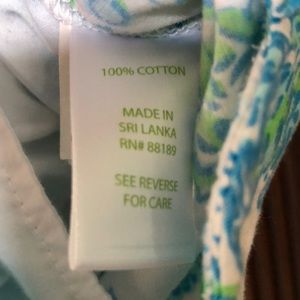 100% COTTON
MADE IN
SRI LANKA
RN# 88189
SEE REVERSE
FOR CARE